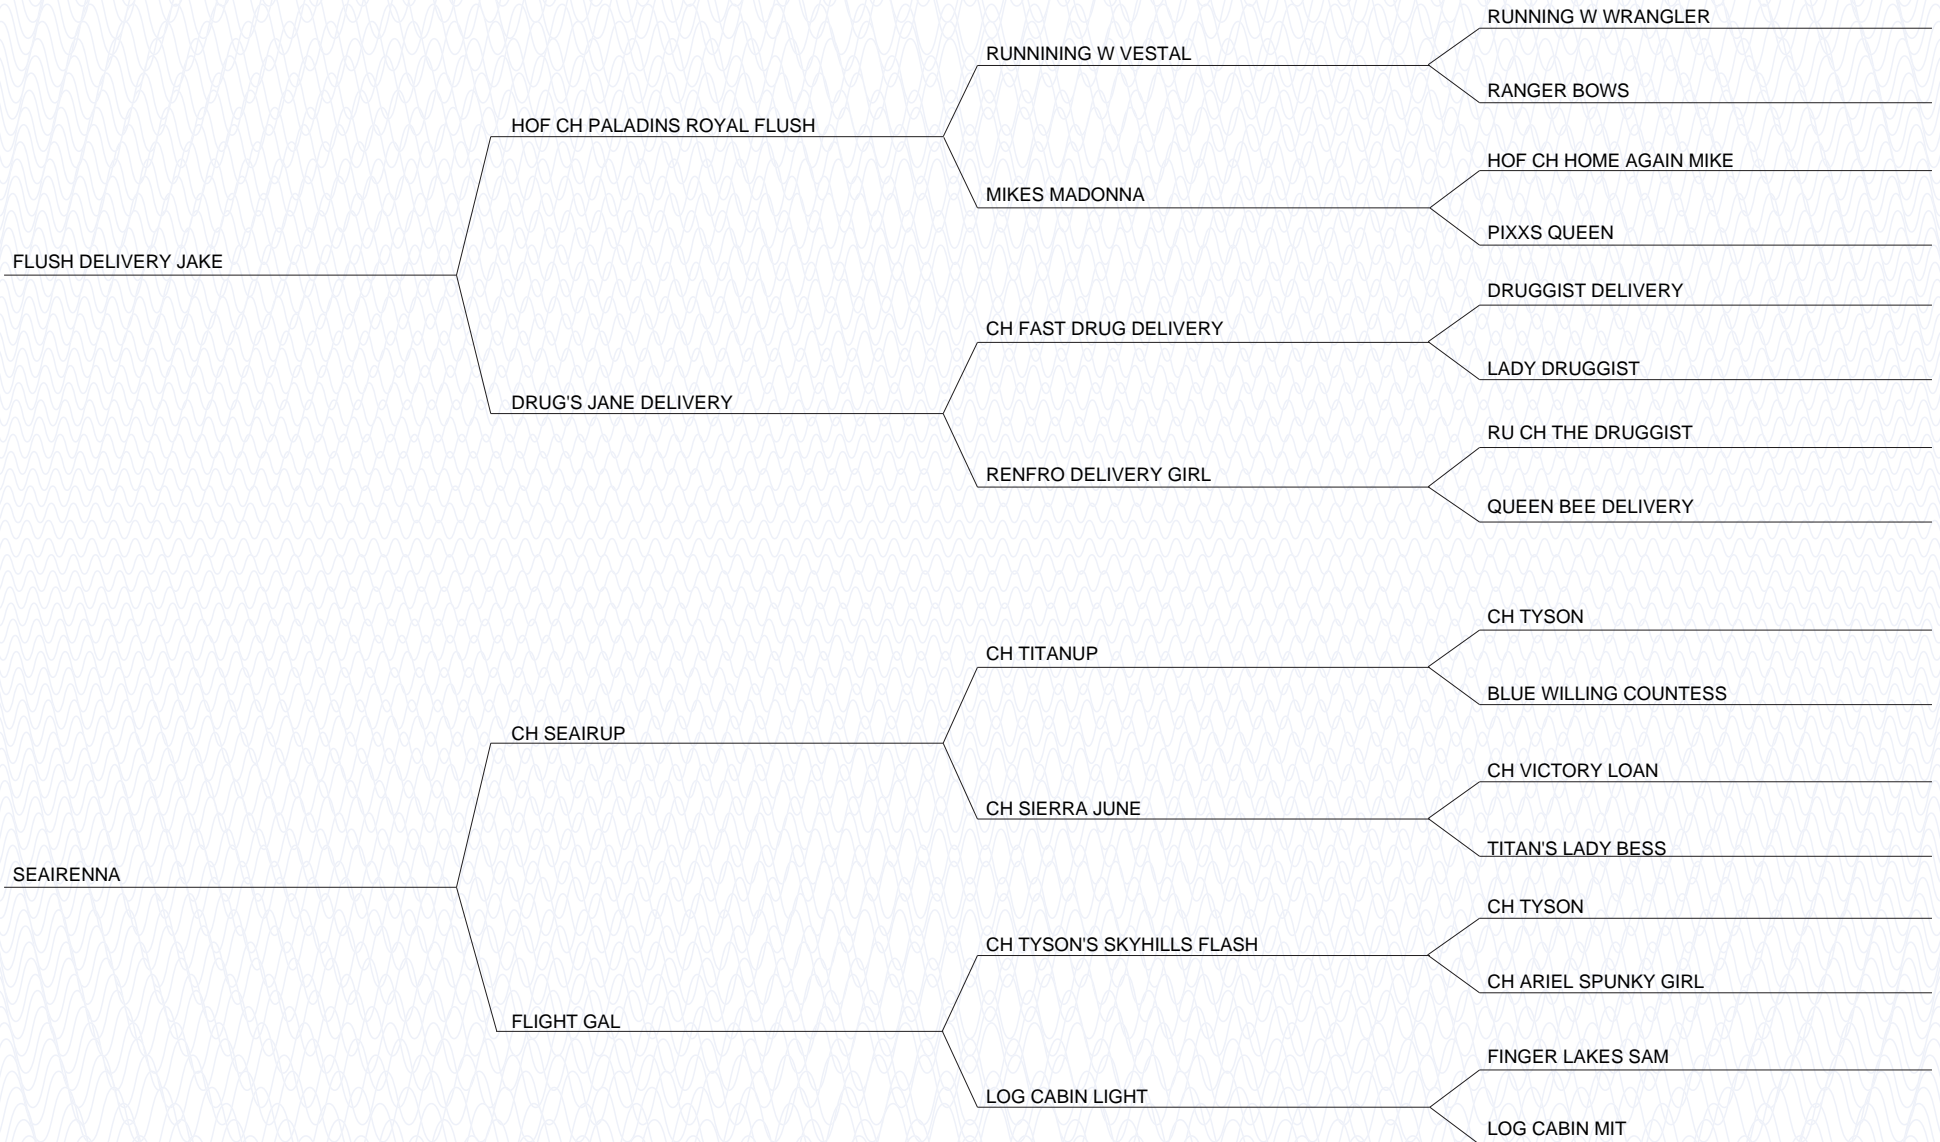 RUNNING W WRANGLER
RUNNINING W VESTAL
RANGER BOWS
HOF CH PALADINS ROYAL FLUSH
HOF CH HOME AGAIN MIKE
MIKES MADONNA
PIXXS QUEEN
FLUSH DELIVERY JAKE
DRUGGIST DELIVERY
CH FAST DRUG DELIVERY
LADY DRUGGIST
DRUG'S JANE DELIVERY
RU CH THE DRUGGIST
RENFRO DELIVERY GIRL
QUEEN BEE DELIVERY
CH TYSON
CH TITANUP
BLUE WILLING COUNTESS
CH SEAIRUP
CH VICTORY LOAN
CH SIERRA JUNE
TITAN'S LADY BESS
SEAIRENNA
CH TYSON
CH TYSON'S SKYHILLS FLASH
CH ARIEL SPUNKY GIRL
FLIGHT GAL
FINGER LAKES SAM
LOG CABIN LIGHT
LOG CABIN MIT